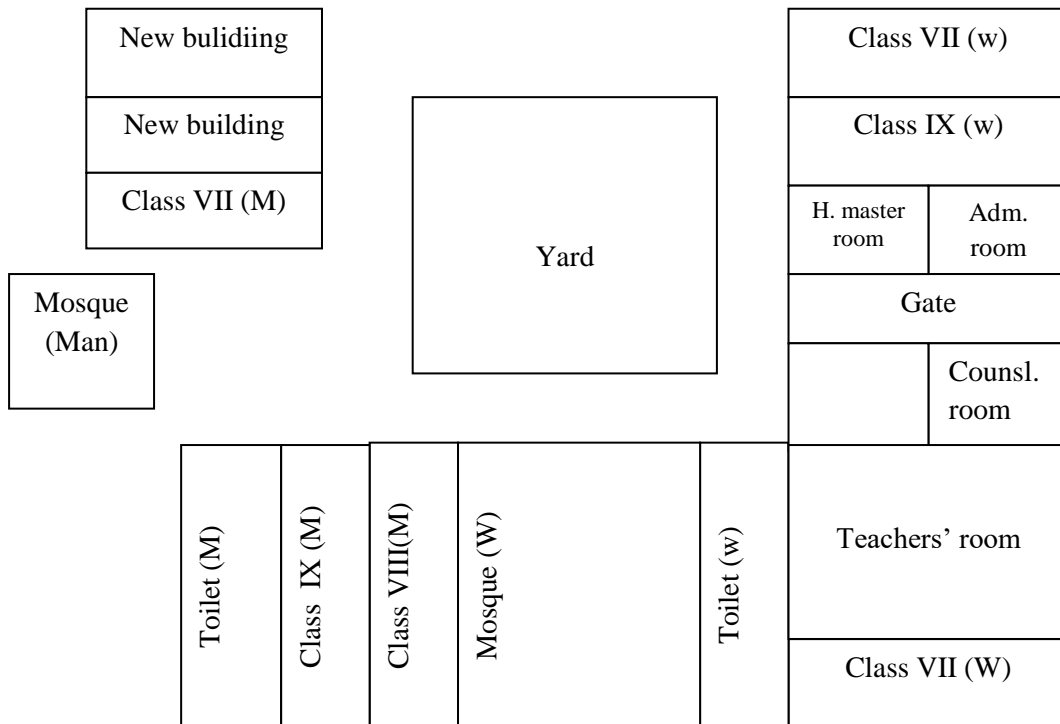 New bulidiing
New building
Class VII (M)
Mosque
(Man)
Yard
Class VII (w)
Class IX (w)
H. master
room
Adm.
room
Gate
Counsl.
room
Toilet (M)
Class IX (M)
Class VIII(M)
Mosque (W)
Toilet (w)
Teachers’ room
Class VII (W)